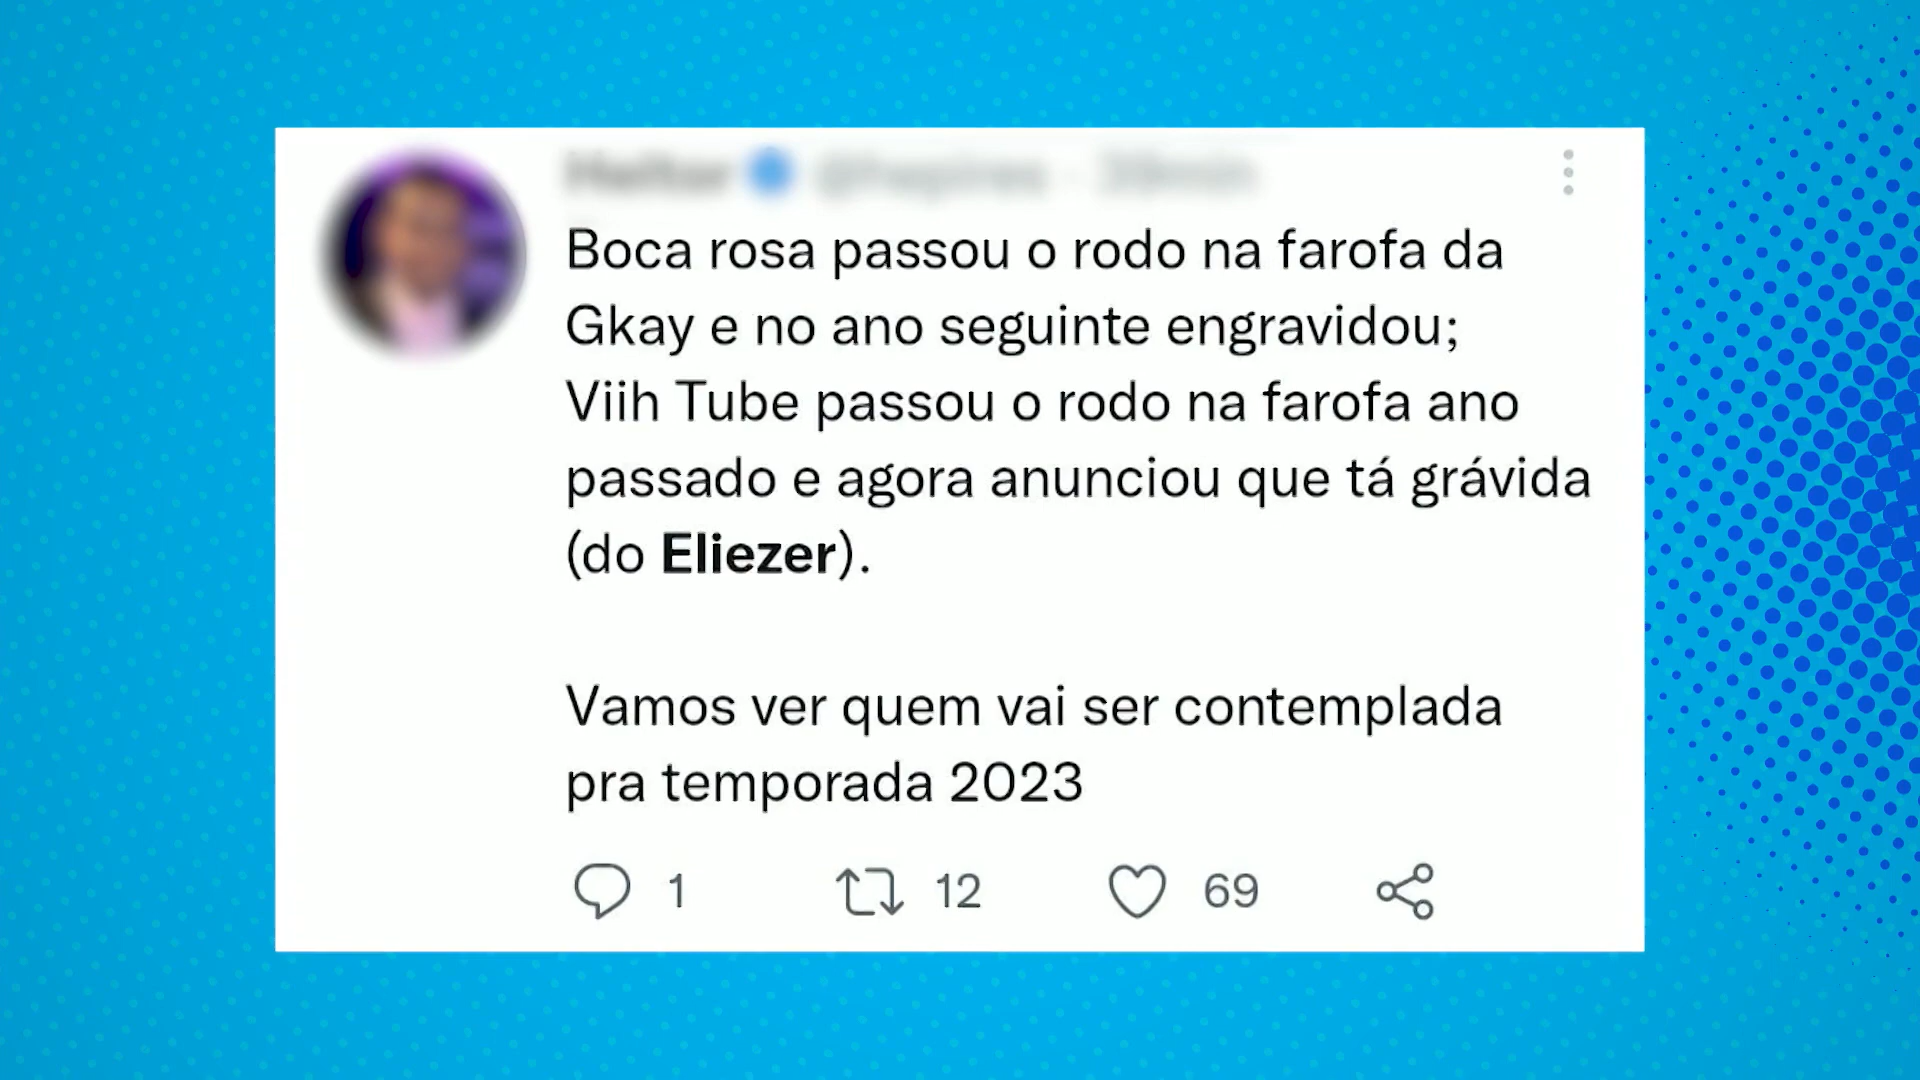 Boca rosa passou o rodo na farofa da
Gkay e no ano seguinte engravidou;
Viih Tube passou o rodo na farofa ano
passado e agora anunciou que tá grávida
(do Eliezer).
Vamos ver quem vai ser contemplada
pra temporada 2023
1 12 69